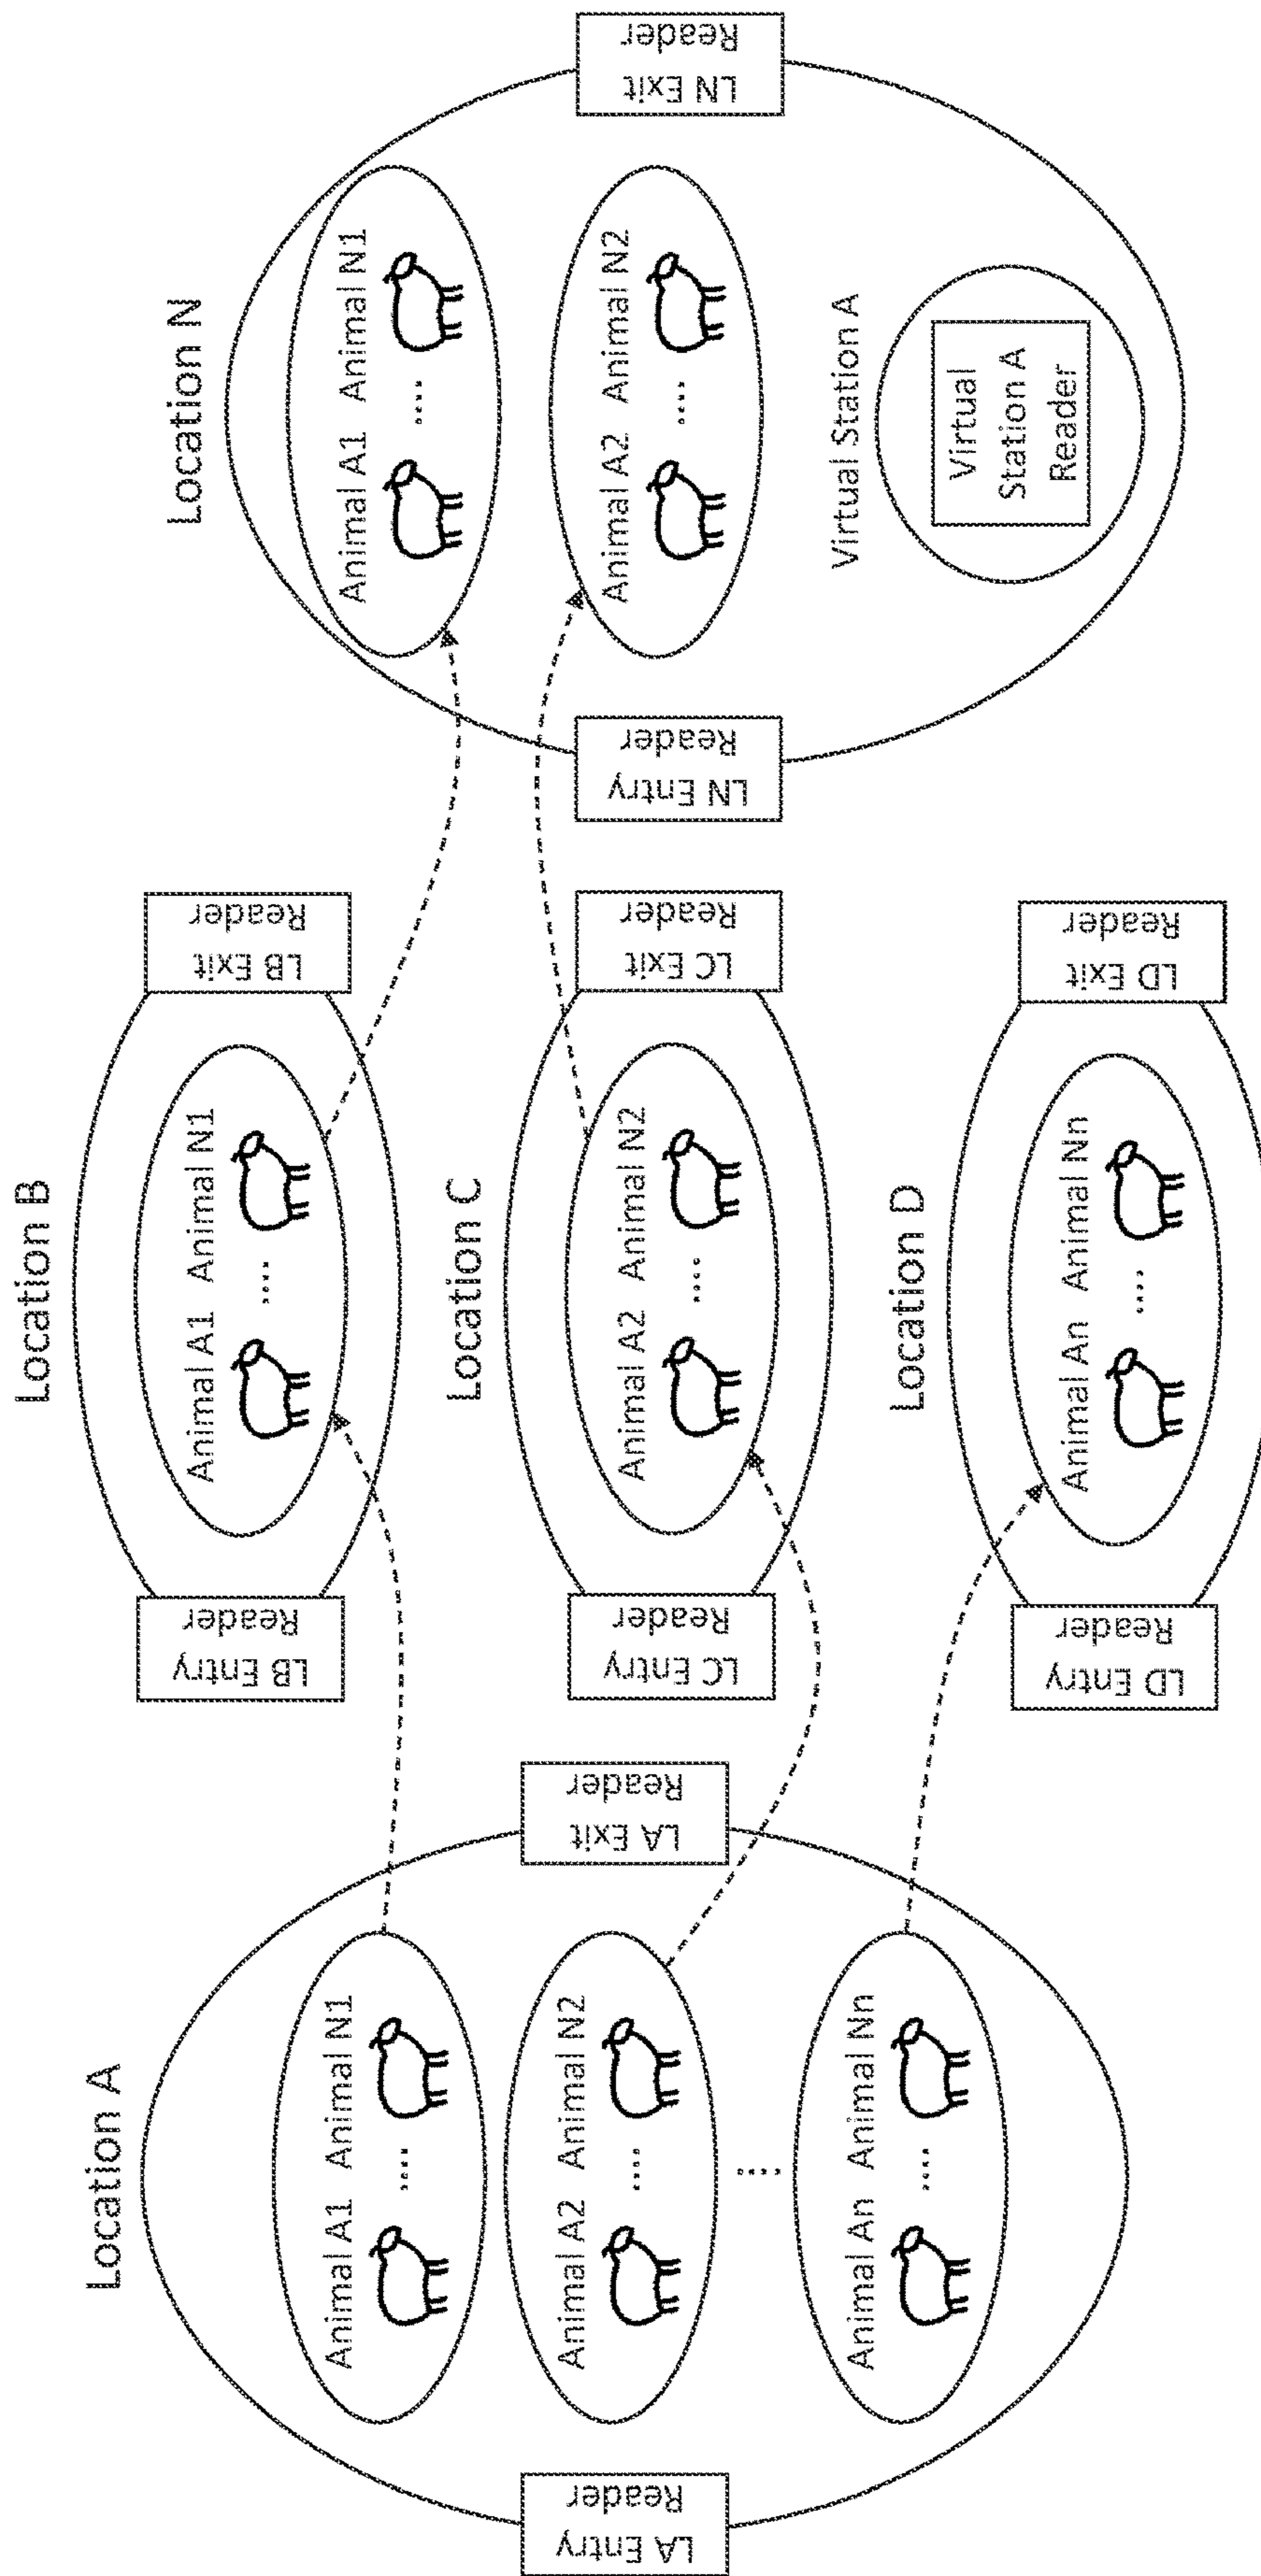 Location A
LA Entry
Reader
Animal A1 Animal N1
....
Animal A2 Animal N2
....
....
Animal An Animal Nn
....
LA Exit
Reader
Location B
LB Entry
Reader
Animal A1 Animal N1
....
LB Exit
Reader
Location C
LC Entry
Reader
Animal A2 Animal N2
....
LC Exit
Reader
Location D
LD Entry
Reader
Animal An Animal Nn
....
LD Exit
Reader
Location N
LN Entry
Reader
Animal A1 Animal N1
....
Animal A2 Animal N2
....
Virtual Station A
Virtual
Station A
Reader
LN Exit
Reader